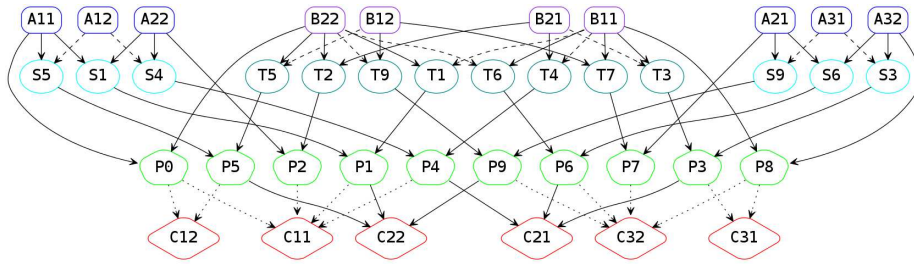 A11 A12 A22 B22 B12 B21 B11 A21 A31 A32
S5 S1 S4 T5 T2 T9 T1 T6 T4 T7 T3 S9 S6 S3
P0 P5 P2 P1 P4 P9 P6 P7 P3 P8
C12 C11 C22 C21 C32 C31